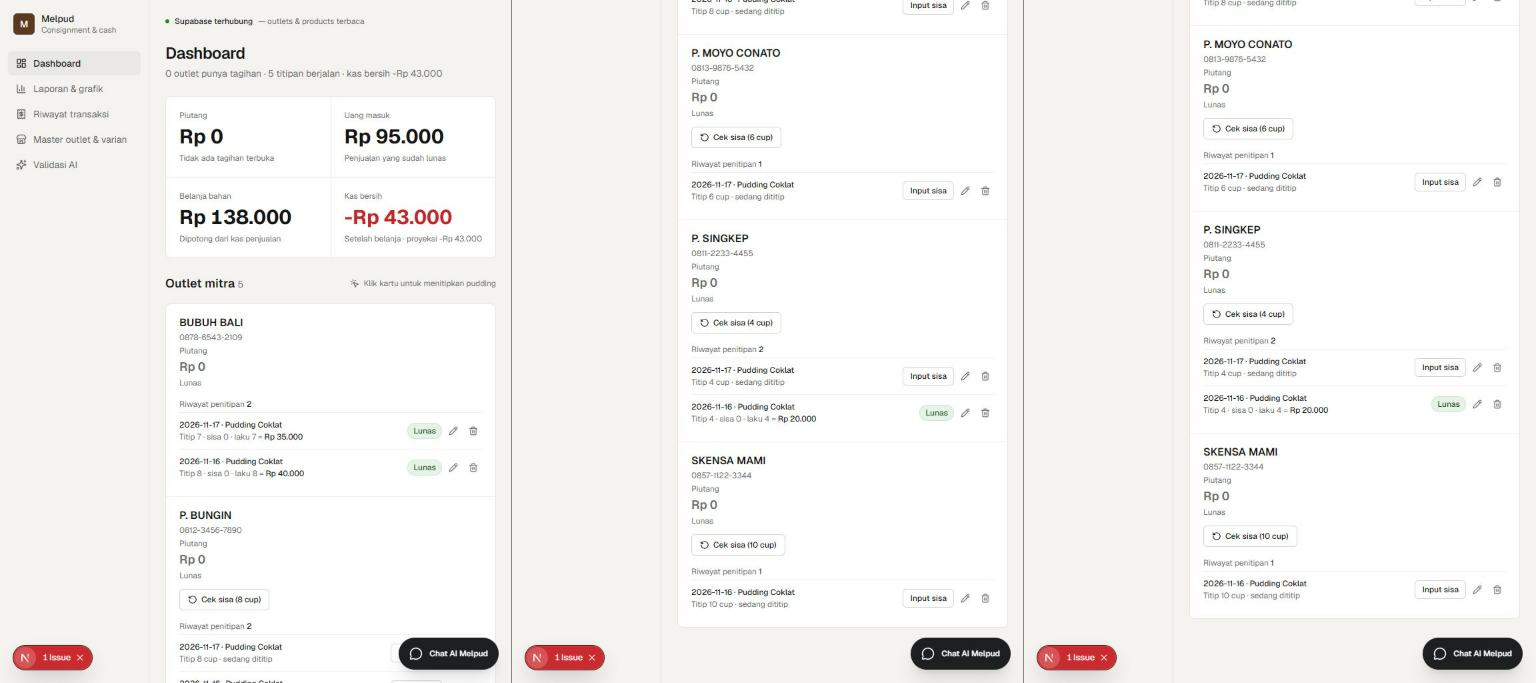 M
Melpud
Consignment & cash
Dashboard
Laporan & grafik
Riwayat transaksi
Master outlet & varian
Validasi AI
1 Issue
Supabase terhubung — outlets & products terbaca
Dashboard
0 outlet punya tagihan · 5 titipan berjalan · kas bersih -Rp 43.000
Piutang
Rp 0
Tidak ada tagihan terbuka
Uang masuk
Rp 95.000
Penjualan yang sudah lunas
Belanja bahan
Rp 138.000
Dipotong dari kas penjualan
Kas bersih
-Rp 43.000
Setelah belanja · proyeksi -Rp 43.000
Outlet mitra 5
Klik kartu untuk menitipkan pudding
BUBUH BALI
0878-6543-2109
Piutang
Rp 0
Lunas
Riwayat penitipan 2
2026-11-17 · Pudding Coklat
Titip 7 · sisa 0 · laku 7 = Rp 35.000
Lunas
2026-11-16 · Pudding Coklat
Titip 8 · sisa 0 · laku 8 = Rp 40.000
Lunas
P. BUNGIN
0812-3456-7890
Piutang
Rp 0
Lunas
Cek sisa (8 cup)
Riwayat penitipan 2
2026-11-17 · Pudding Coklat
Titip 8 cup · sedang dititip
Chat AI Melpud
Titip 8 cup · sedang dititip
Input sisa
P. MOYO CONATO
0813-9876-5432
Piutang
Rp 0
Lunas
Cek sisa (6 cup)
Riwayat penitipan 1
2026-11-17 · Pudding Coklat
Titip 6 cup · sedang dititip
Input sisa
P. SINGKEP
0811-2233-4455
Piutang
Rp 0
Lunas
Cek sisa (4 cup)
Riwayat penitipan 2
2026-11-17 · Pudding Coklat
Titip 4 cup · sedang dititip
Input sisa
2026-11-16 · Pudding Coklat
Titip 4 · sisa 0 · laku 4 = Rp 20.000
Lunas
SKENSA MAMI
0857-1122-3344
Piutang
Rp 0
Lunas
Cek sisa (10 cup)
Riwayat penitipan 1
2026-11-16 · Pudding Coklat
Titip 10 cup · sedang dititip
Input sisa
1 Issue
Chat AI Melpud
P. MOYO CONATO
0813-9876-5432
Piutang
Rp 0
Lunas
Cek sisa (6 cup)
Riwayat penitipan 1
2026-11-17 · Pudding Coklat
Titip 6 cup · sedang dititip
Input sisa
P. SINGKEP
0811-2233-4455
Piutang
Rp 0
Lunas
Cek sisa (4 cup)
Riwayat penitipan 2
2026-11-17 · Pudding Coklat
Titip 4 cup · sedang dititip
Input sisa
2026-11-16 · Pudding Coklat
Titip 4 · sisa 0 · laku 4 = Rp 20.000
Lunas
SKENSA MAMI
0857-1122-3344
Piutang
Rp 0
Lunas
Cek sisa (10 cup)
Riwayat penitipan 1
2026-11-16 · Pudding Coklat
Titip 10 cup · sedang dititip
Input sisa
1 Issue
Chat AI Melpud